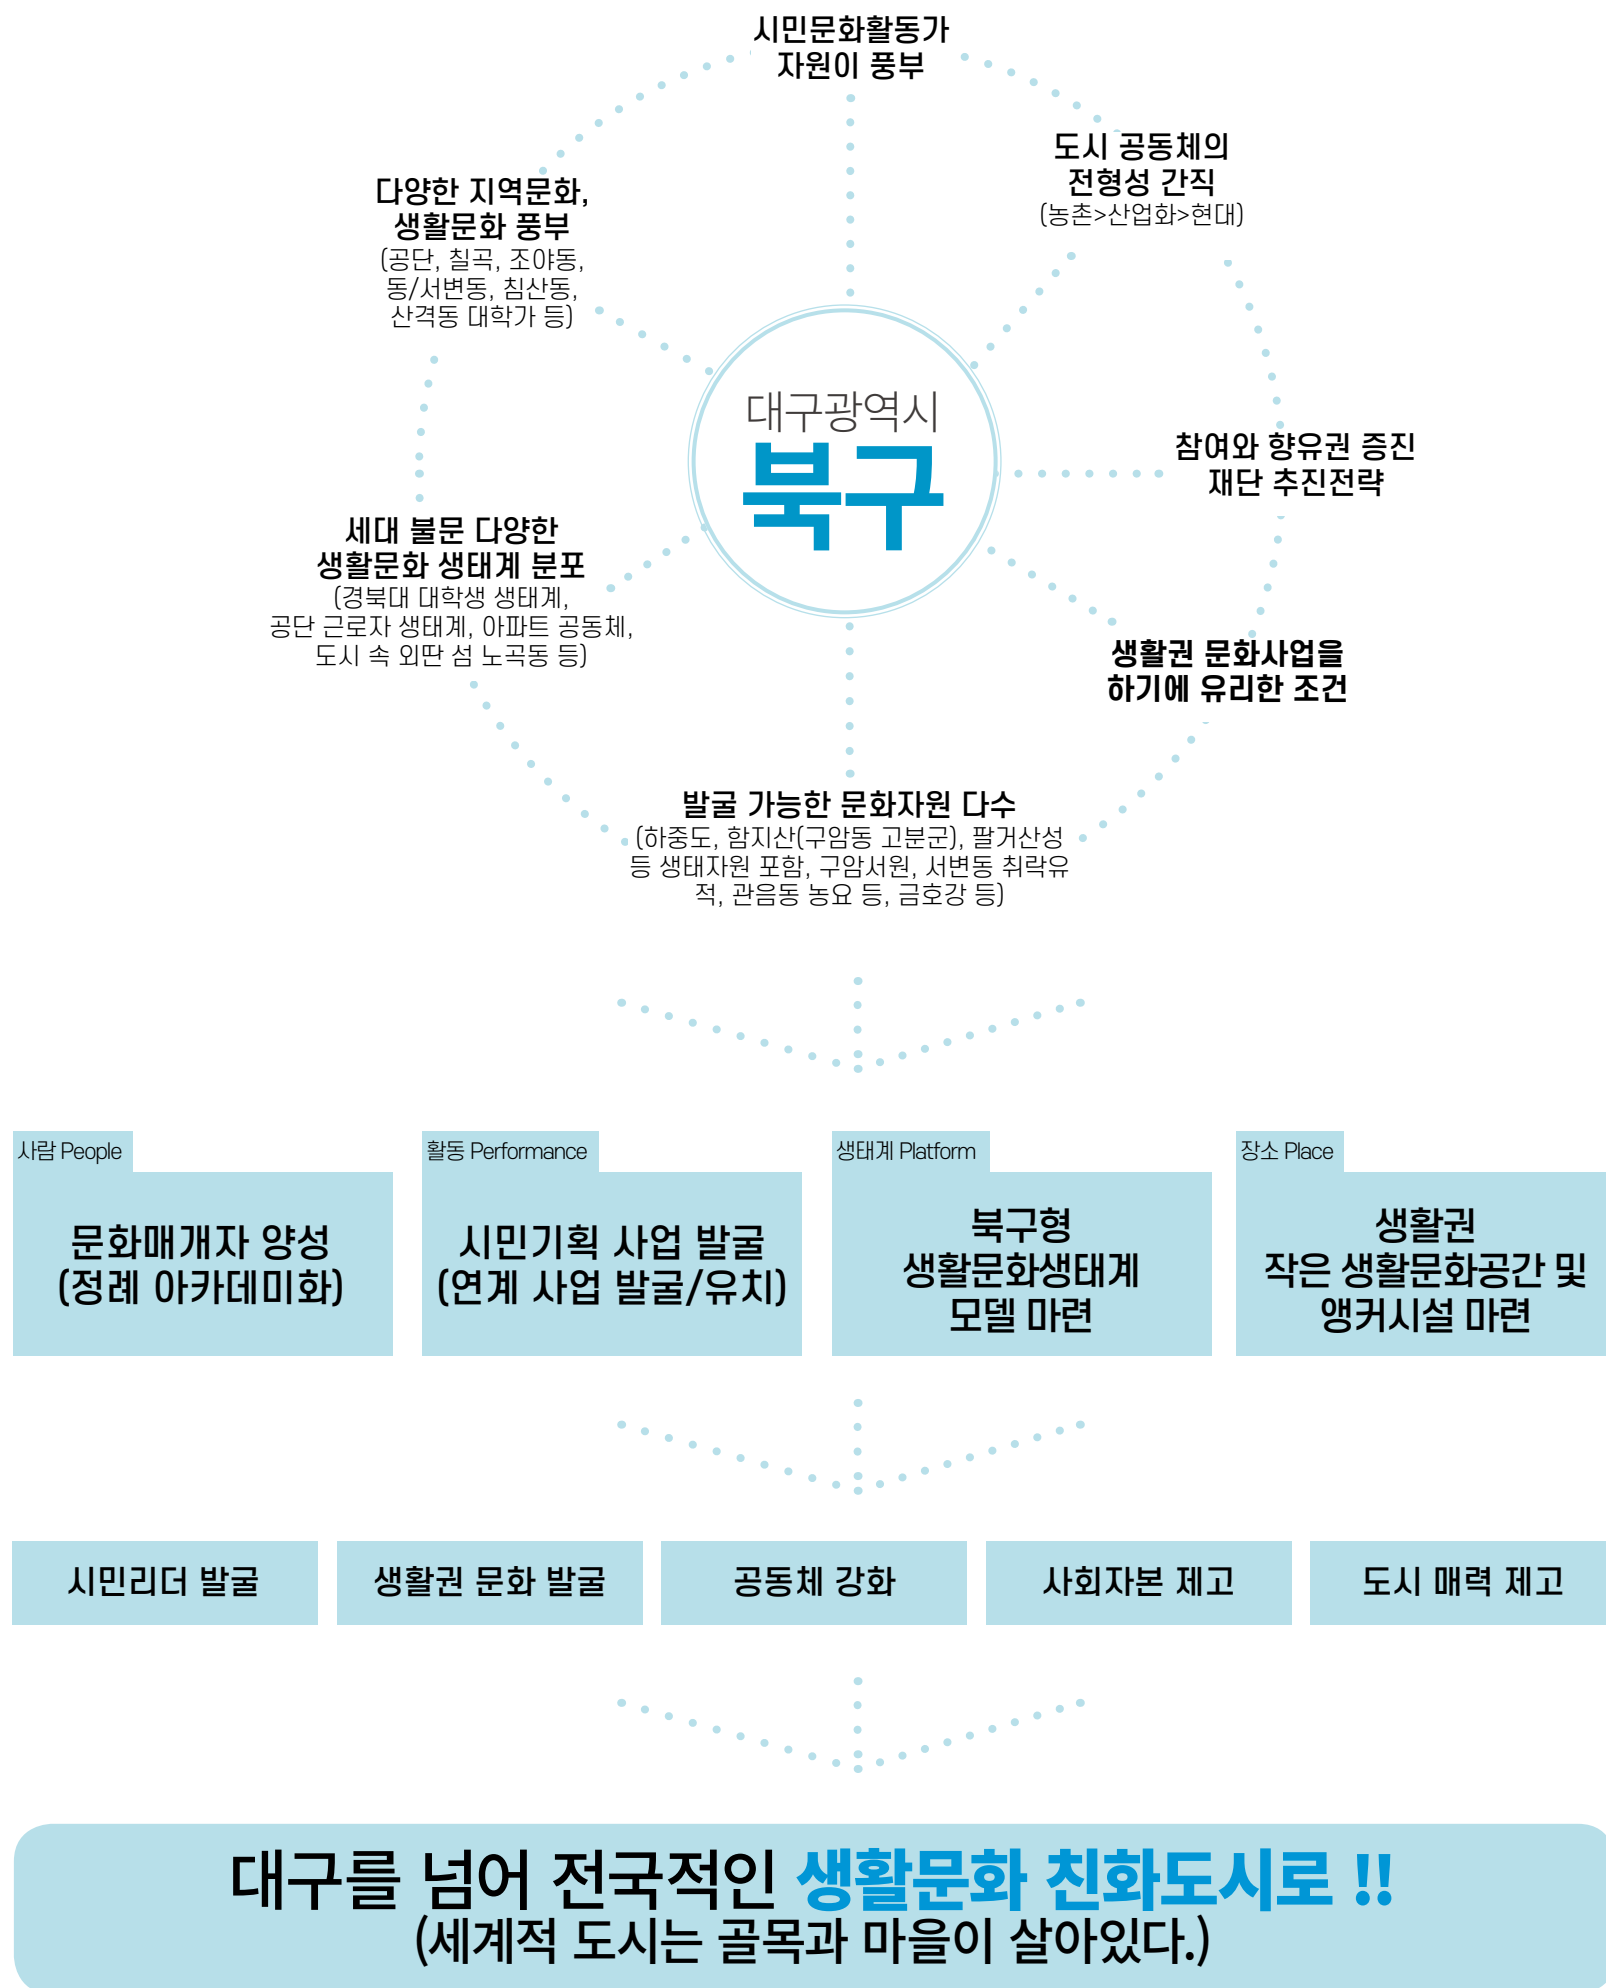 시민문화활동가
자원이 풍부
도시 공동체의
전형성 간직
(농촌>산업화>현대)
다양한 지역문화,
생활문화 풍부
(공단, 칠곡, 조야동,
동/서변동, 침산동,
산격동 대학가 등)
대구광역시
북구
참여와 향유권 증진
재단 추진전략
세대 불문 다양한
생활문화 생태계 분포
(경북대 대학생 생태계,
공단 근로자 생태계, 아파트 공동체,
도시 속 외딴 섬 노곡동 등)
생활권 문화사업을
하기에 유리한 조건
발굴 가능한 문화자원 다수
(하중도, 함지산(구암동 고분군), 팔거산성
등 생태자원 포함, 구암서원, 서변동 취락유
적, 관음동 농요 등, 금호강 등)
사람 People
문화매개자 양성
(정례 아카데미화)
활동 Performance
시민기획 사업 발굴
(연계 사업 발굴/유치)
생태계 Platform
북구형
생활문화생태계
모델 마련
장소 Place
생활권
작은 생활문화공간 및
앵커시설 마련
시민리더 발굴
생활권 문화 발굴
공동체 강화
사회자본 제고
도시 매력 제고
대구를 넘어 전국적인 생활문화 친화도시로 !!
(세계적 도시는 골목과 마을이 살아있다.)